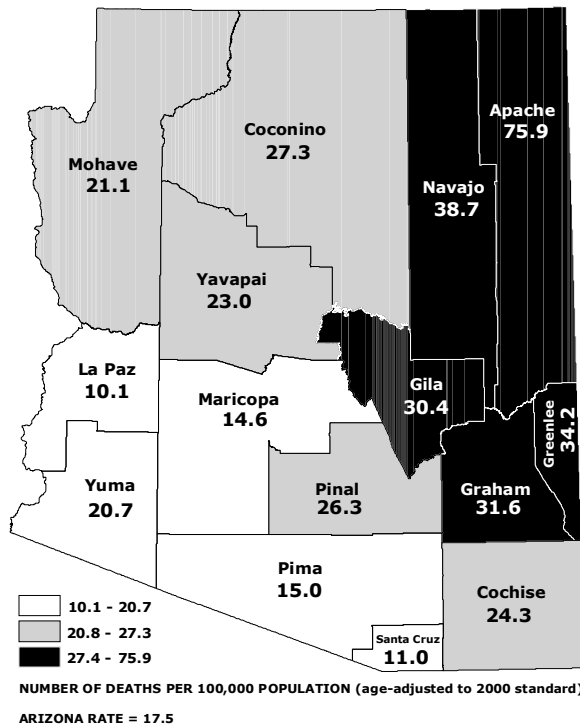 Coconino
27.3
Apache
75.9
Mohave
21.1
Navajo
38.7
Yavapai
23.0
La Paz
10.1
Maricopa
14.6
Gila
30.4
Greenlee
34.2
Yuma
20.7
Pinal
26.3
Graham
31.6
Pima
15.0
Cochise
24.3
Santa Cruz
11.0
10.1 - 20.7
20.8 - 27.3
27.4 - 75.9
NUMBER OF DEATHS PER 100,000 POPULATION (age-adjusted to 2000 standard)
ARIZONA RATE = 17.5